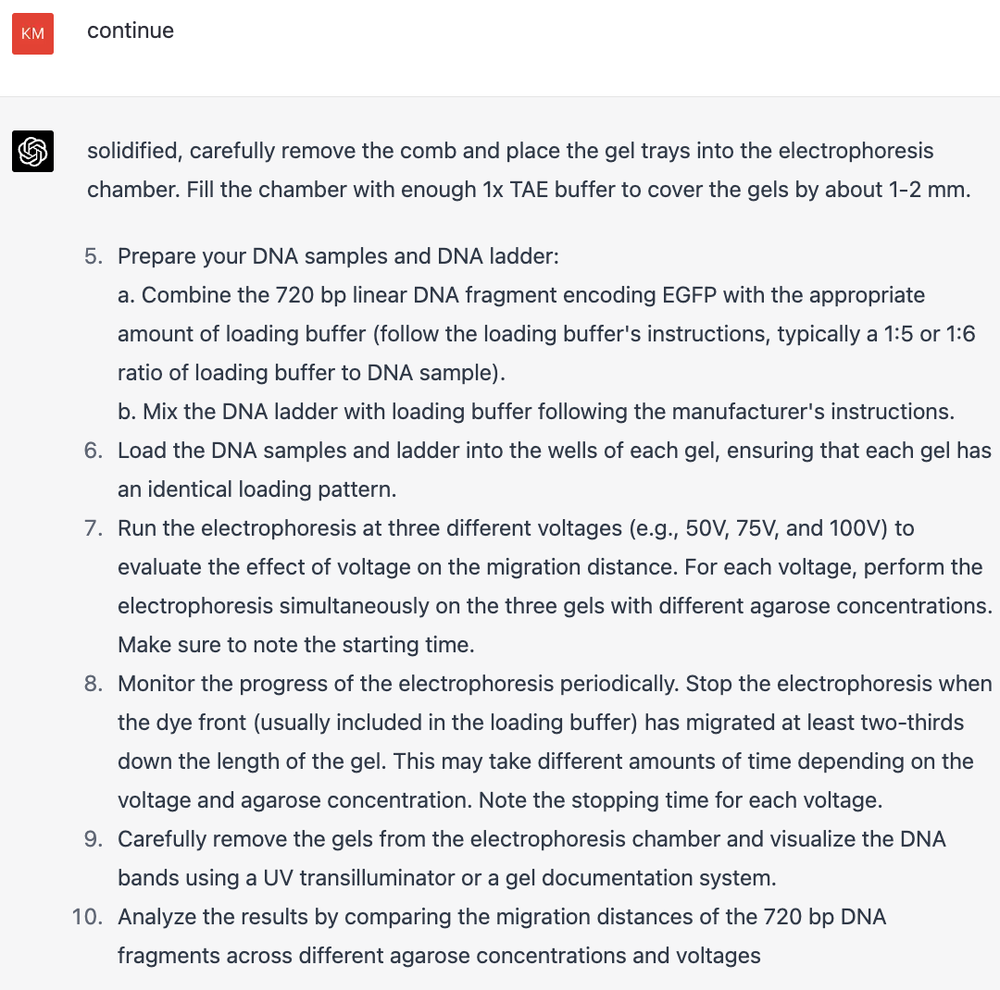 KM
continue
solidified, carefully remove the comb and place the gel trays into the electrophoresis
chamber. Fill the chamber with enough 1x TAE buffer to cover the gels by about 1-2 mm.
5. Prepare your DNA samples and DNA ladder:
a. Combine the 720 bp linear DNA fragment encoding EGFP with the appropriate
amount of loading buffer (follow the loading buffer's instructions, typically a 1:5 or 1:6
ratio of loading buffer to DNA sample).
b. Mix the DNA ladder with loading buffer following the manufacturer's instructions.
6. Load the DNA samples and ladder into the wells of each gel, ensuring that each gel has
an identical loading pattern.
7. Run the electrophoresis at three different voltages (e.g., 50V, 75V, and 100V) to
evaluate the effect of voltage on the migration distance. For each voltage, perform the
electrophoresis simultaneously on the three gels with different agarose concentrations.
Make sure to note the starting time.
8. Monitor the progress of the electrophoresis periodically. Stop the electrophoresis when
the dye front (usually included in the loading buffer) has migrated at least two-thirds
down the length of the gel. This may take different amounts of time depending on the
voltage and agarose concentration. Note the stopping time for each voltage.
9. Carefully remove the gels from the electrophoresis chamber and visualize the DNA
bands using a UV transilluminator or a gel documentation system.
10. Analyze the results by comparing the migration distances of the 720 bp DNA
fragments across different agarose concentrations and voltages